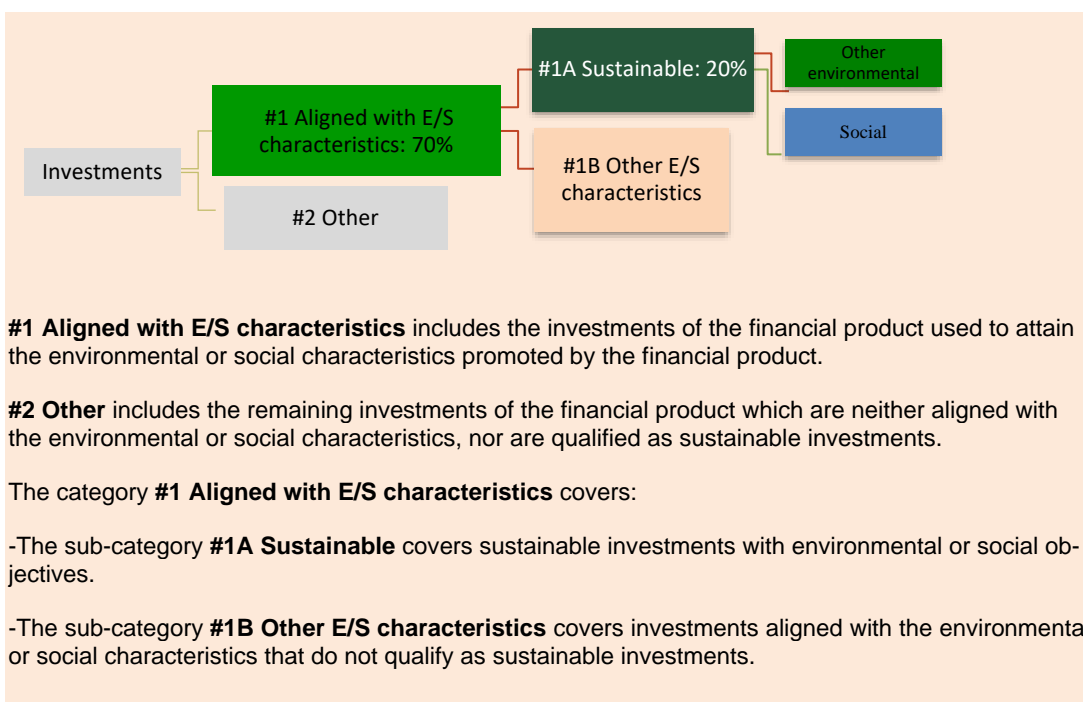 Investments
#1 Aligned with E/S
characteristics: 70%
#2 Other
#1A Sustainable: 20%
#1B Other E/S
characteristics
Other
environmental
Social
#1 Aligned with E/S characteristics includes the investments of the financial product used to attain
the environmental or social characteristics promoted by the financial product.
#2 Other includes the remaining investments of the financial product which are neither aligned with
the environmental or social characteristics, nor are qualified as sustainable investments.
The category #1 Aligned with E/S characteristics covers:
-The sub-category #1A Sustainable covers sustainable investments with environmental or social ob-
jectives.
-The sub-category #1B Other E/S characteristics covers investments aligned with the environmenta
or social characteristics that do not qualify as sustainable investments.